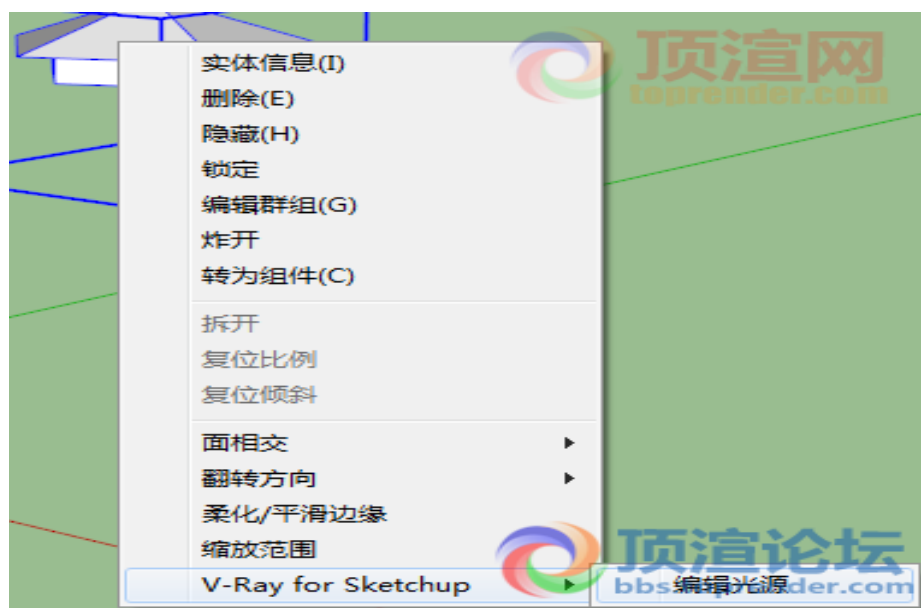 顶渲网
toprender.com
实体信息(I)
删除(E)
隐藏(H)
锁定
编辑群组(G)
炸开
转为组件(C)
拆开
复位比例
复位倾斜
面相交
翻转方向
柔化/平滑边缘
缩放范围
顶渲论坛
V-Ray for Sketchup
编辑光源